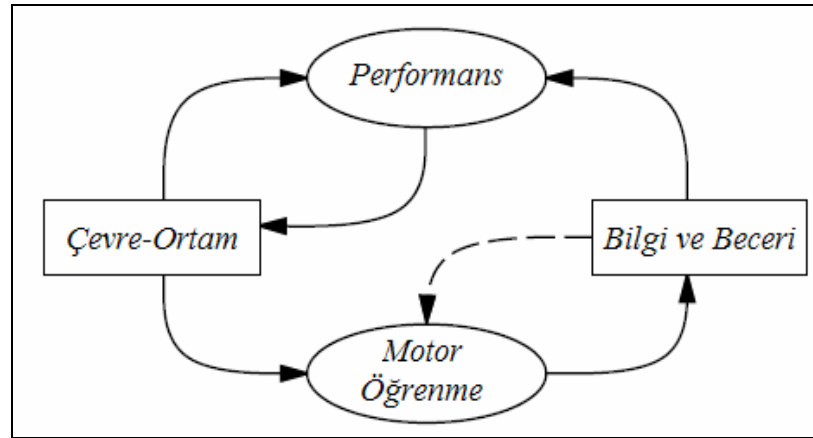 Performans
Çevre-Ortam
Bilgi ve Beceri
Motor
Öğrenme